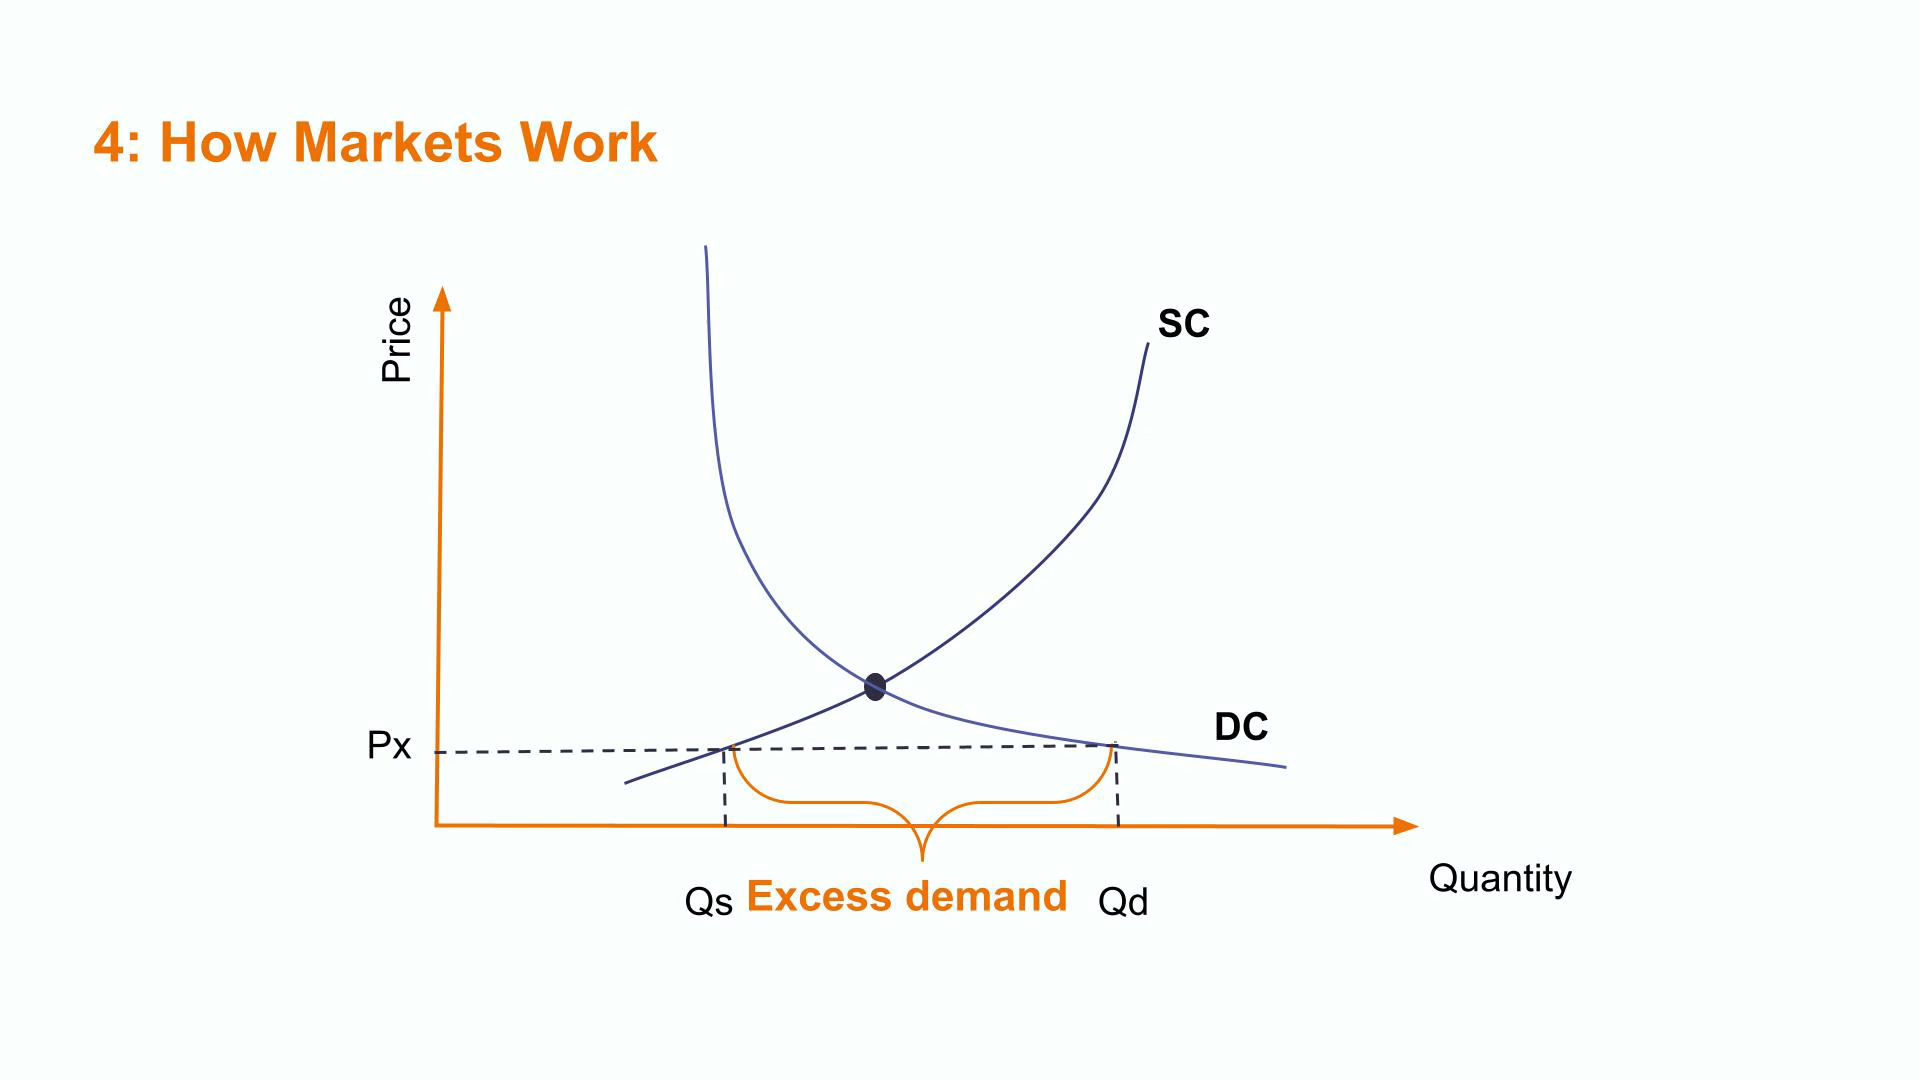 4: How Markets Work
Price
SC
DC
Px
Quantity
Qs
Excess demand
Qd